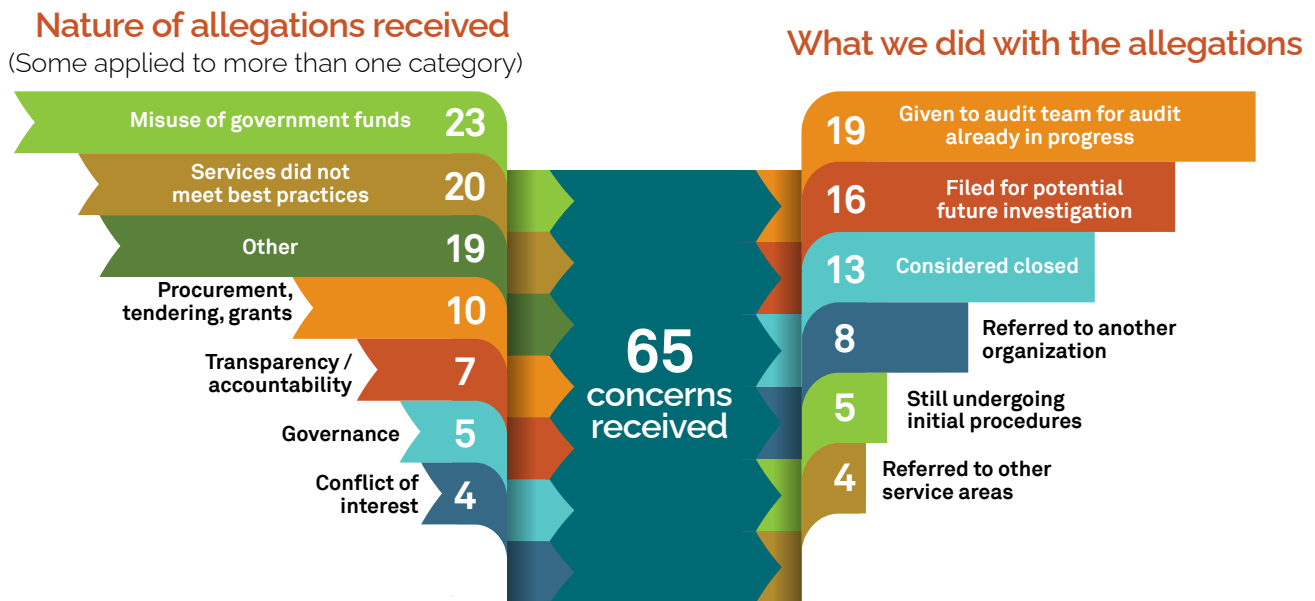 Nature of allegations received
(Some applied to more than one category)
Misuse of government funds 23
Services did not
meet best practices
20
Other 19
Procurement,
tendering, grants
10
Transparency /
accountability
7
Governance 5
Conflict of
interest
4
65
concerns
received
What we did with the allegations
19
Given to audit team for audit
already in progress
16
Filed for potential
future investigation
13 Considered closed
8
Referred to another
organization
5
Still undergoing
initial procedures
4
Referred to other
service areas